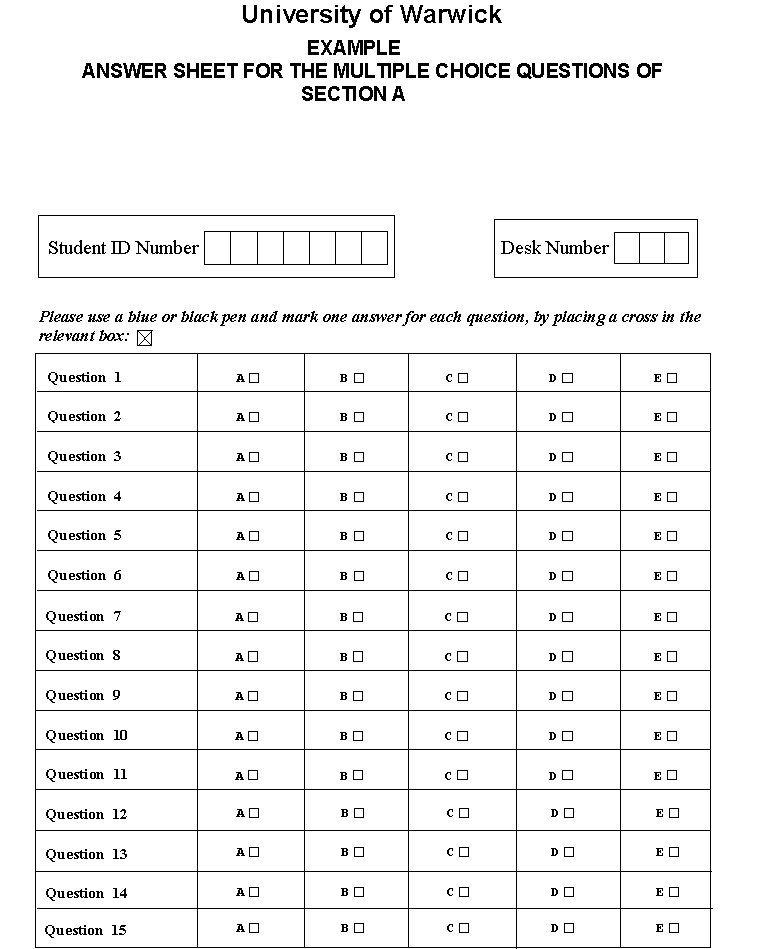 University of Warwick
EXAMPLE
ANSWER SHEET FOR THE MULTIPLE CHOICE QUESTIONS OF
SECTION A
Student ID Number
Desk Number
Please use a blue or black pen and mark one answer for each question, by placing a cross in the
relevant box: ☒
Question 1 A ☐ B ☐ C ☐ D ☐ E ☐
Question 2 A ☐ B ☐ C ☐ D ☐ E ☐
Question 3 A ☐ B ☐ C ☐ D ☐ E ☐
Question 4 A ☐ B ☐ C ☐ D ☐ E ☐
Question 5 A ☐ B ☐ C ☐ D ☐ E ☐
Question 6 A ☐ B ☐ C ☐ D ☐ E ☐
Question 7 A ☐ B ☐ C ☐ D ☐ E ☐
Question 8 A ☐ B ☐ C ☐ D ☐ E ☐
Question 9 A ☐ B ☐ C ☐ D ☐ E ☐
Question 10 A ☐ B ☐ C ☐ D ☐ E ☐
Question 11 A ☐ B ☐ C ☐ D ☐ E ☐
Question 12 A ☐ B ☐ C ☐ D ☐ E ☐
Question 13 A ☐ B ☐ C ☐ D ☐ E ☐
Question 14 A ☐ B ☐ C ☐ D ☐ E ☐
Question 15 A ☐ B ☐ C ☐ D ☐ E ☐